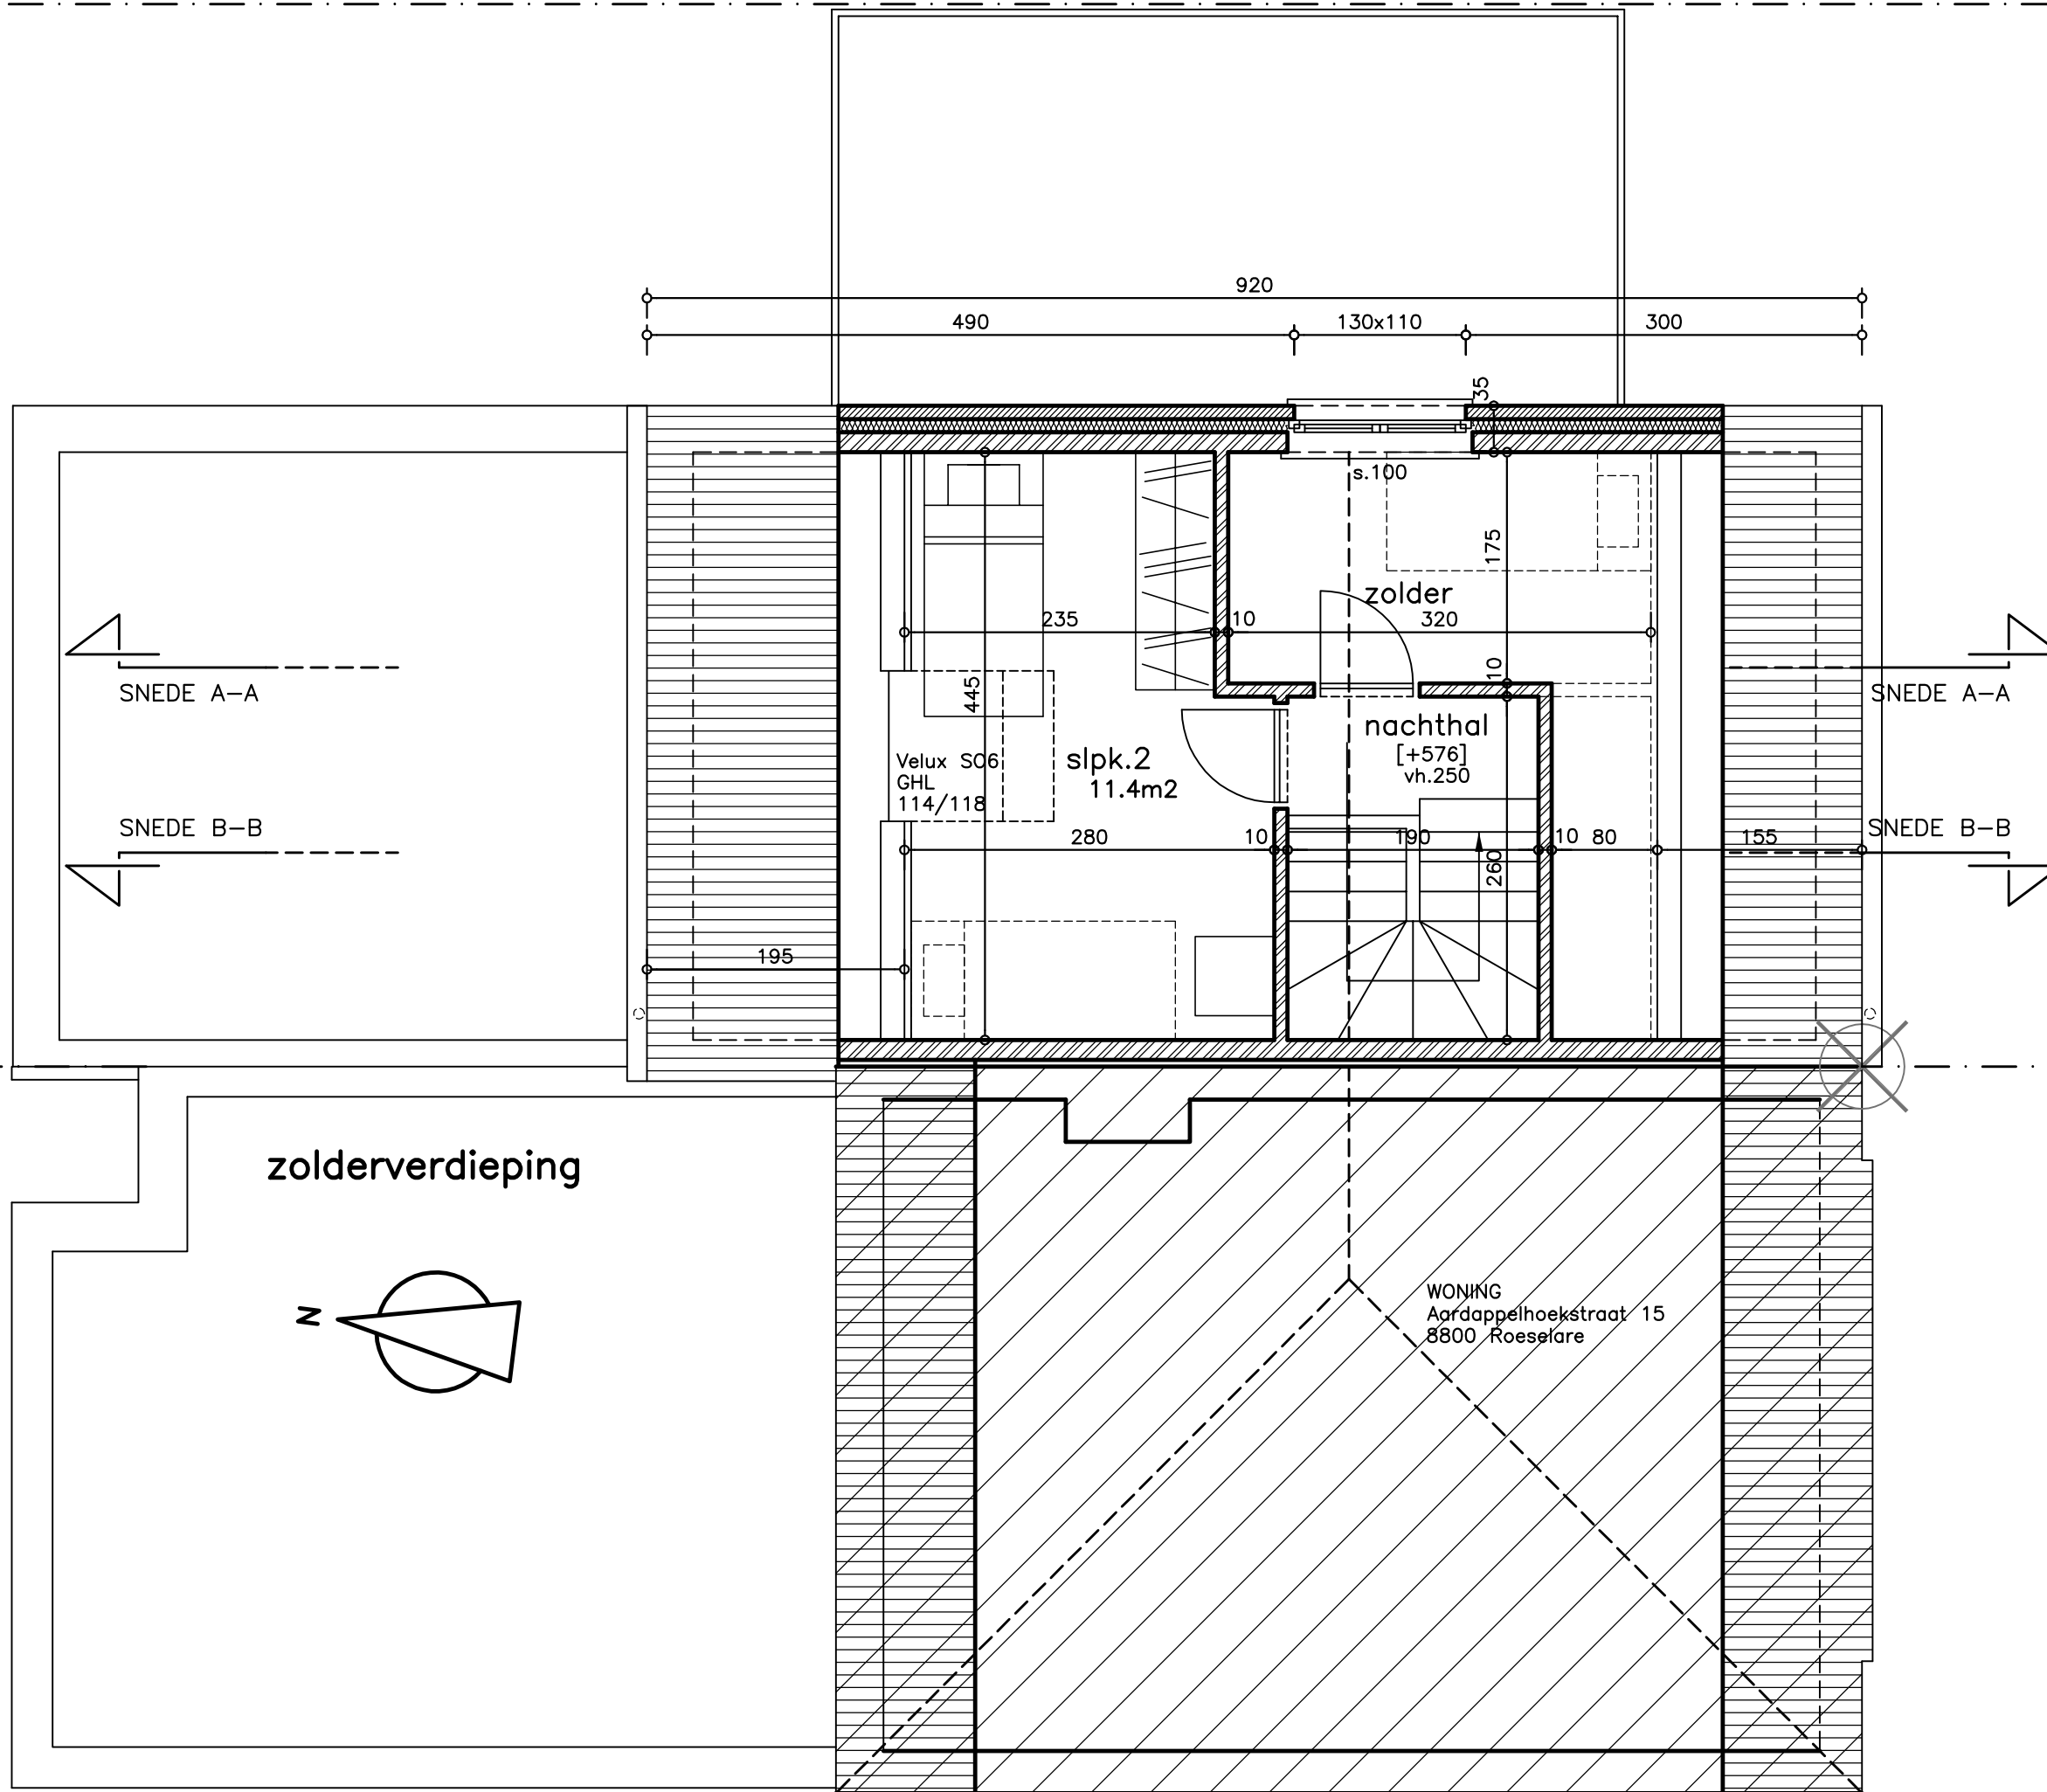 920
490 130x110 300
35
s.100
175
zolder
235 10 320
10
445
SNEDE A-A
SNEDE A-A
nachthal
[+576]
vh.250
slpk.2
11.4m2
Velux S06
GHL
114/118
SNEDE B-B
SNEDE B-B
280 10 190 10 80 155
260
195
zolderverdieping
N
WONING
Aardappelhoekstraat 15
8800 Roeselare